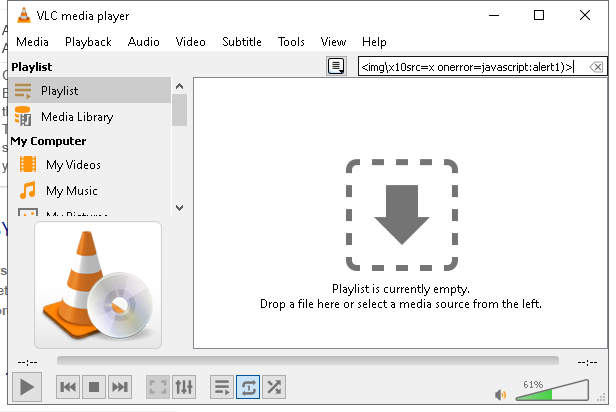 VLC media player
Media Playback Audio Video Subtitle Tools View Help
Playlist
<img\x10src=x onerror=javascript:alert1)>
Playlist
Media Library
My Computer
My Videos
My Music
Playlist is currently empty.
Drop a file here or select a media source from the left.
--:-- --:--
61%